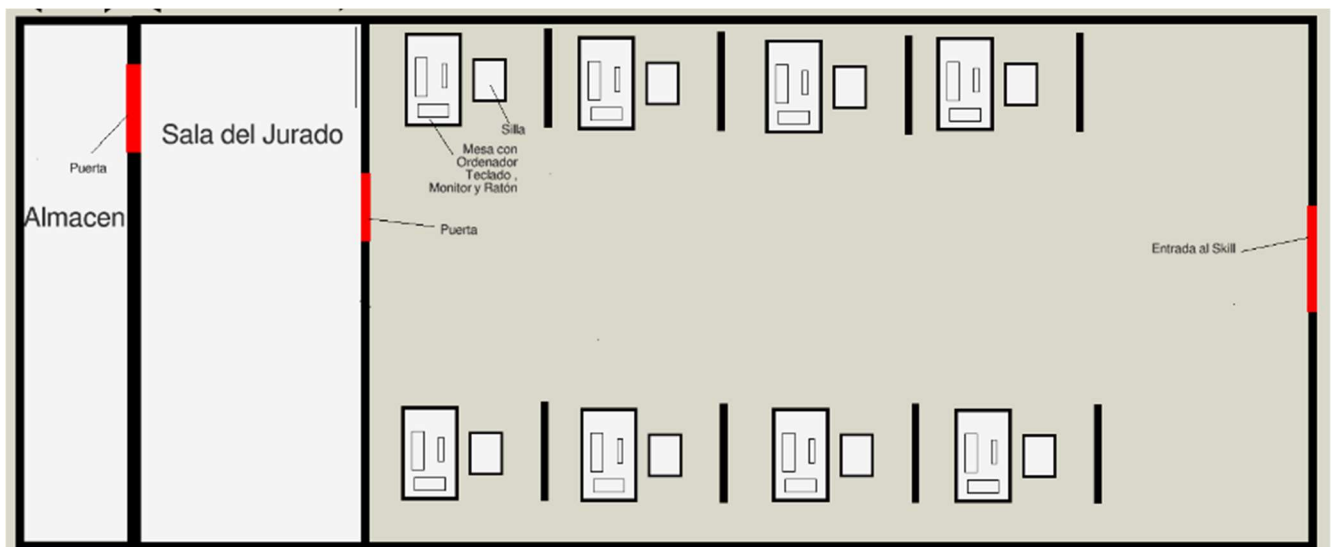 Sala del Jurado
Puerta
Almacen
Silla
Mesa con
Ordenador
Teclado ,
Monitor y Ratón
Puerta
Entrada al Skill